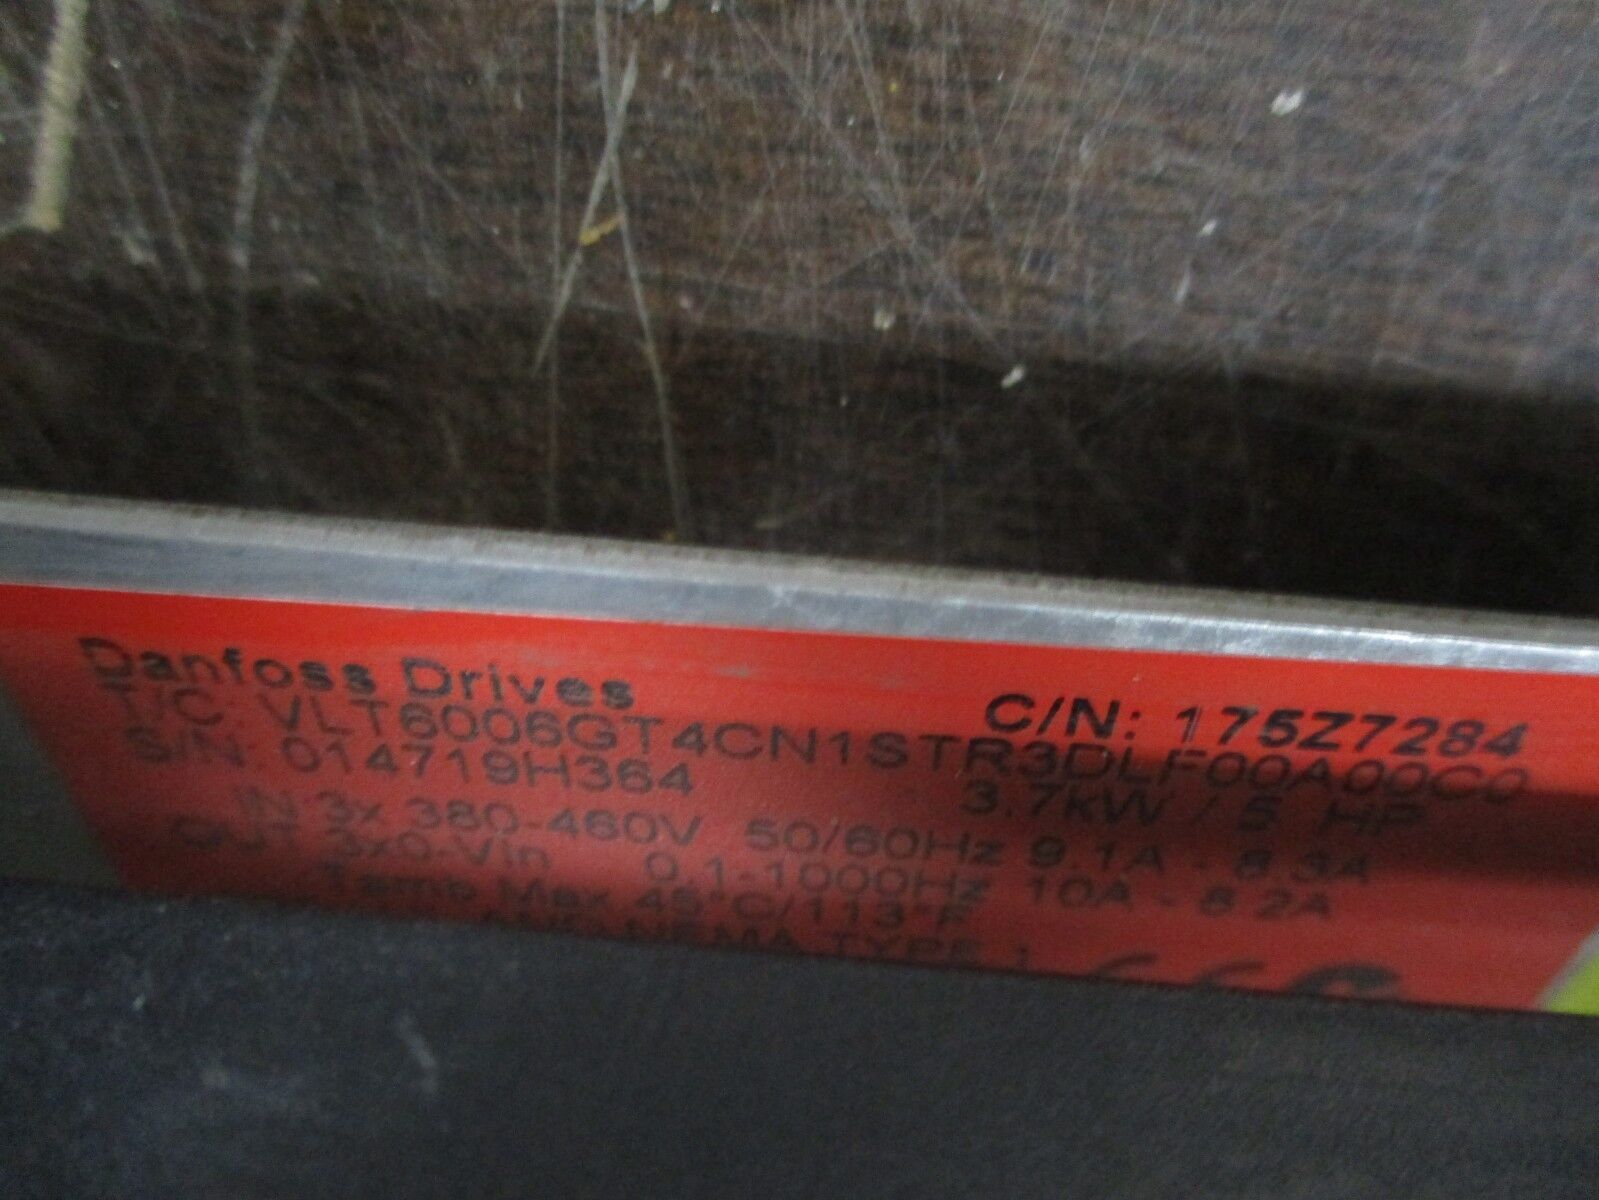 Danfoss Drives
T/C: VLT6006GT4CN1STR3DLF00A00C0
C/N: 175Z7284
S/N: 014719H364
3.7kW / 5 HP
IN 3x 380-460V 50/60Hz 9.1A - 8.3A
OUT 3x0-Vin 0.1-1000Hz 10A - 8.2A
Tamb Max 45°C/113°F
NEMA TYPE 1